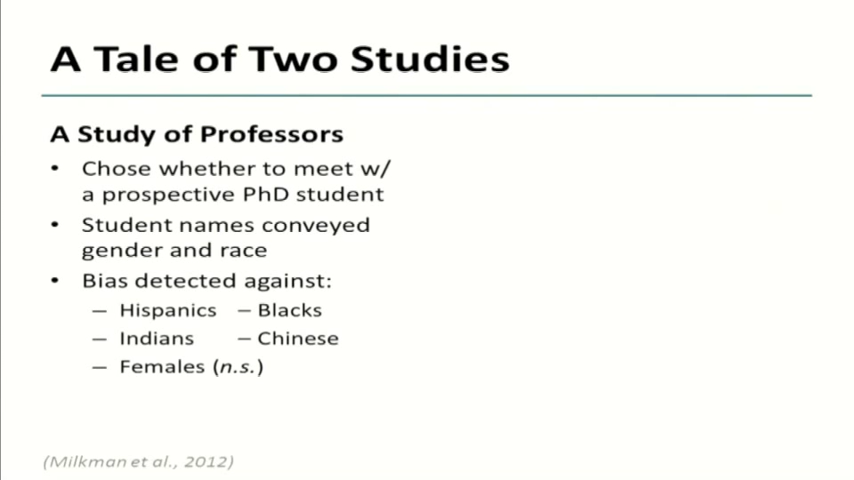 A Tale of Two Studies
A Study of Professors
• Chose whether to meet w/
a prospective PhD student
• Student names conveyed
gender and race
• Bias detected against:
– Hispanics – Blacks
– Indians – Chinese
– Females (n.s.)
(Milkman et al., 2012)